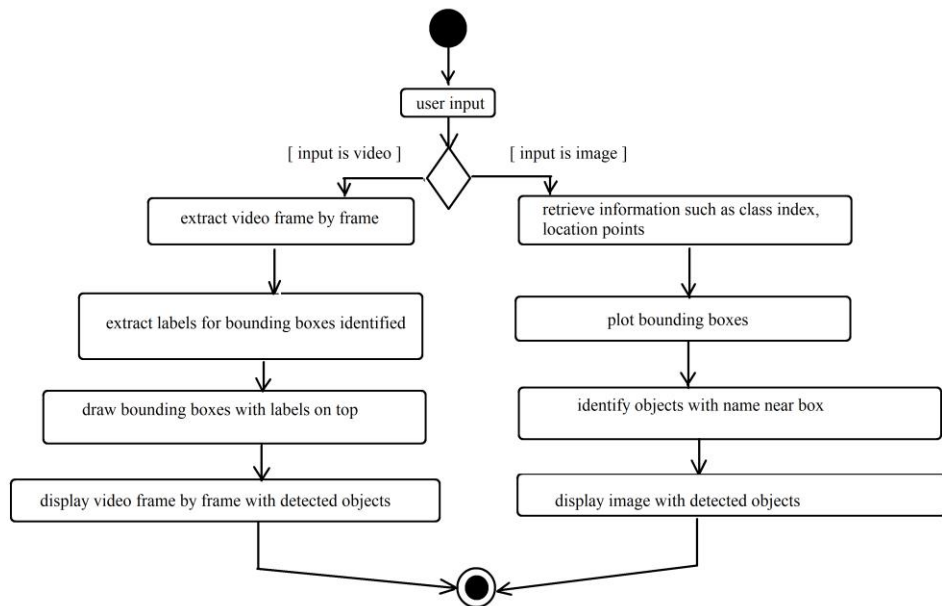 user input
[ input is video ]
[ input is image ]
extract video frame by frame
retrieve information such as class index,
location points
extract labels for bounding boxes identified
plot bounding boxes
draw bounding boxes with labels on top
identify objects with name near box
display video frame by frame with detected objects
display image with detected objects